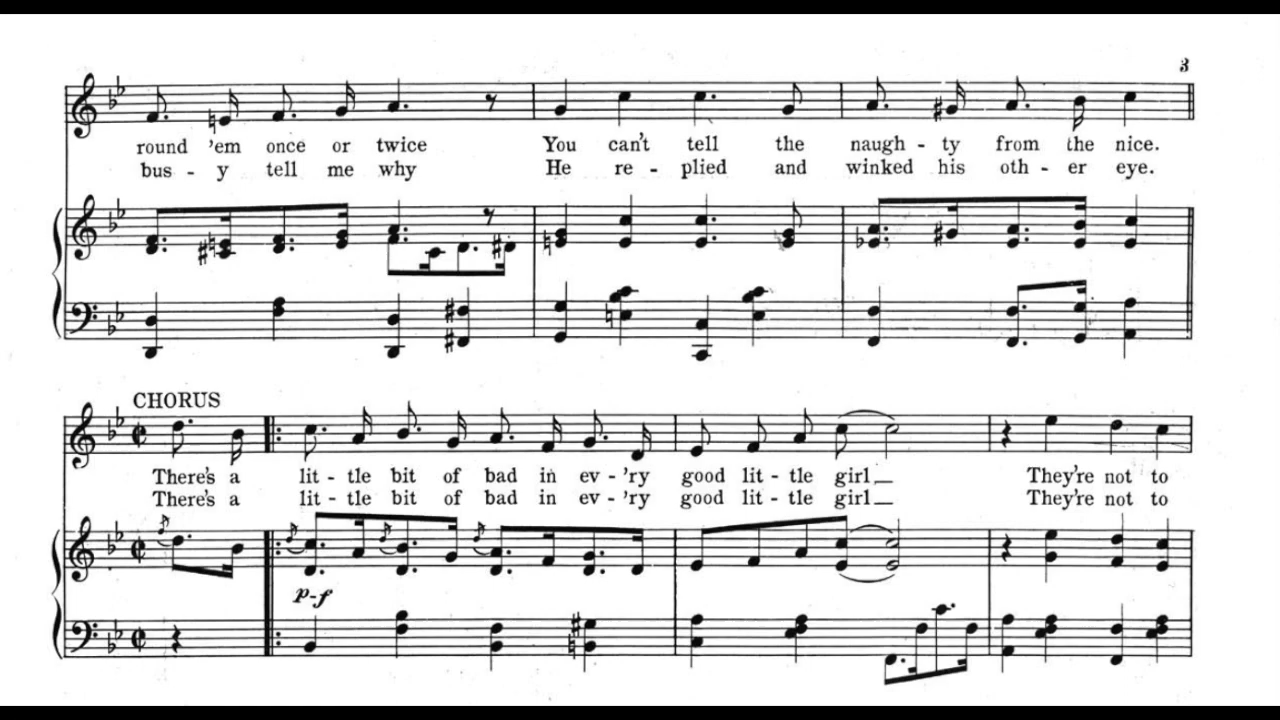 3
round 'em once or twice You can't tell the naugh - ty from the nice.
bus - y tell me why He re - plied and winked his oth - er eye.
CHORUS
There's a lit - tle bit of bad in ev - 'ry good lit - tle girl They're not to
There's a lit - tle bit of bad in ev - 'ry good lit - tle girl They're not to
p-f